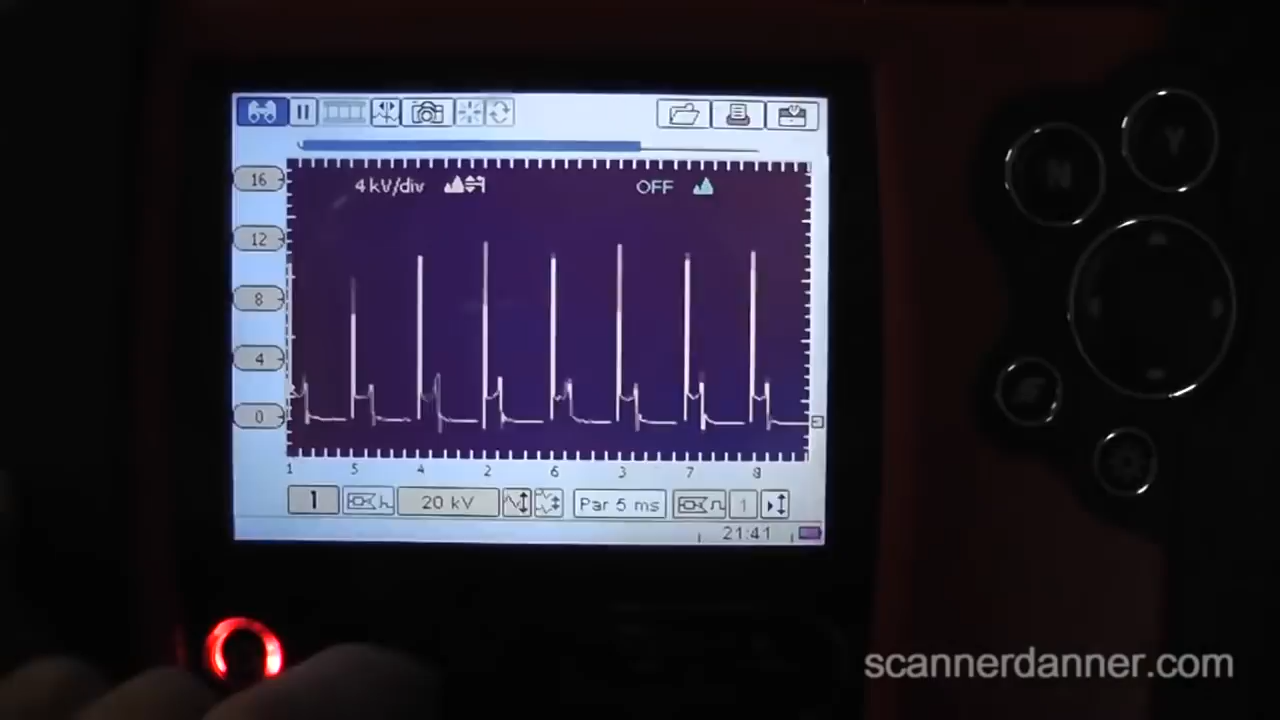 4 kV/div OFF
16
12
8
4
0
1 5 4 2 6 3 7 8
1 20 kV Par 5 ms 1
21:41
N
Y
scannerdanner.com